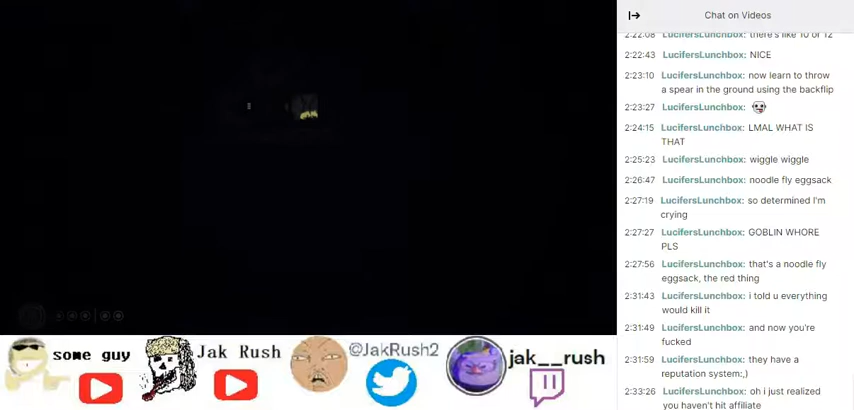 Chat on Videos
2:22:08 LucifersLunchbox: there's like 10 or 12
2:22:43 LucifersLunchbox: NICE
2:23:10 LucifersLunchbox: now learn to throw
a spear in the ground using the backflip
2:23:27 LucifersLunchbox:
2:24:15 LucifersLunchbox: LMAL WHAT IS
THAT
2:25:23 LucifersLunchbox: wiggle wiggle
2:26:47 LucifersLunchbox: noodle fly eggsack
2:27:19 LucifersLunchbox: so determined I'm
crying
2:27:27 LucifersLunchbox: GOBLIN WHORE
PLS
2:27:56 LucifersLunchbox: that's a noodle fly
eggsack, the red thing
2:31:43 LucifersLunchbox: i told u everything
would kill it
2:31:49 LucifersLunchbox: and now you're
fucked
2:31:59 LucifersLunchbox: they have a
reputation system:,)
2:33:26 LucifersLunchbox: oh i just realized
you haven't hit affiliate
some guy
Jak Rush
@JakRush2
jak__rush